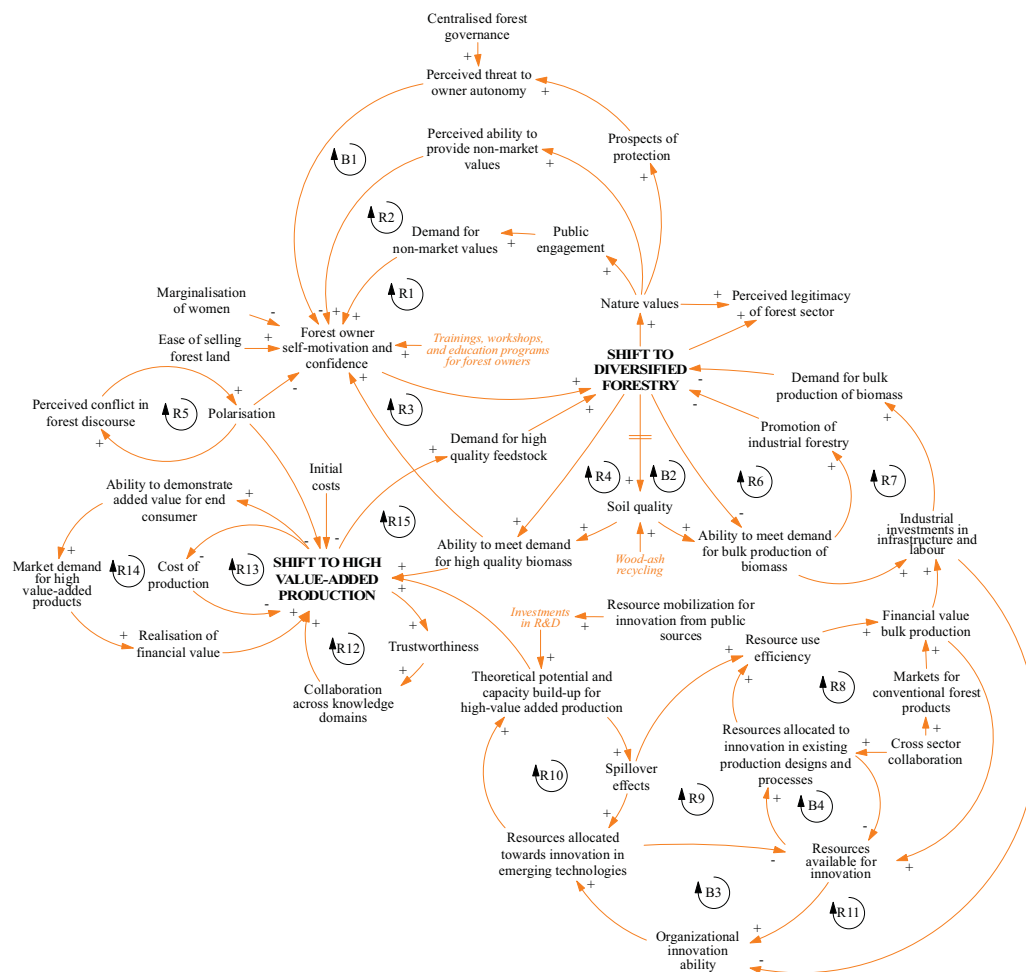 Centralised forest
governance
+
Perceived threat to
owner autonomy
+
Prospects of
protection
+
B1
Perceived ability to
provide non-market
values
+
R2
Demand for
non-market values
+
Public
engagement
+
R1
Nature values
+
+
Perceived legitimacy
of forest sector
+
Marginalisation
of women
-
-
+
+
Ease of selling
forest land
+
Forest owner
self-motivation and
confidence
+
Trainings, workshops,
and education programs
for forest owners
SHIFT TO
DIVERSIFIED
FORESTRY
+
+
-
-
Demand for bulk
production of biomass
+
Promotion of
industrial forestry
+
Perceived conflict in
forest discourse
+
R5
+
Polarisation
-
+
R3
Demand for high
quality feedstock
+
R4
B2
R6
R7
Ability to demonstrate
added value for end
consumer
+
Initial
costs
-
-
R15
+
Soil quality
+
+
+
-
Ability to meet demand
for high quality biomass
+
Wood-ash
recycling
Ability to meet demand
for bulk production of
biomass
+
Industrial
investments in
infrastructure and
labour
+
+
Market demand for
high
value-added
products
+
R14
Cost of
production
-
R13
-
SHIFT TO HIGH
VALUE-ADDED
PRODUCTION
+
+
+
+
Realisation of
financial value
+
R12
+
Trustworthiness
+
Collaboration
across knowledge
domains
+
Investments
in R&D
+
Resource mobilization for
innovation from public
sources
Theoretical potential and
capacity build-up for
high-value added production
+
+
Resource use
efficiency
+
+
Financial value
bulk production
+
+
R8
Markets for
conventional forest
products
+
R10
+
Spillover
effects
+
R9
Resources allocated to
innovation in existing
production designs and
processes
+
+
Cross sector
collaboration
B4
Resources allocated
towards innovation in
emerging technologies
+
-
-
+
Resources
available for
innovation
B3
R11
Organizational
innovation
ability
+
-